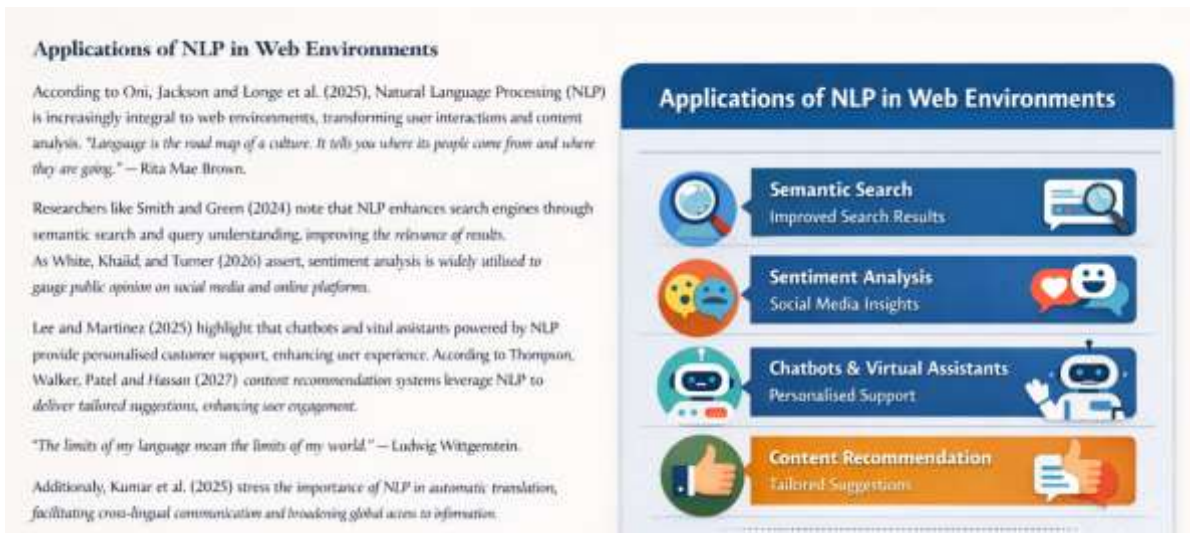 Applications of NLP in Web Environments
According to Oni, Jackson and Longe et al. (2025), Natural Language Processing (NLP)
is increasingly integral to web environments, transforming user interactions and content
analysis. "Language is the road map of a culture. It tells you where its people come from and where
they are going." — Rita Mae Brown.
Researchers like Smith and Green (2024) note that NLP enhances search engines through
semantic search and query understanding, improving the relevance of results.
As White, Khalid, and Turner (2026) assert, sentiment analysis is widely utilised to
gauge public opinion on social media and online platforms.
Lee and Martinez (2025) highlight that chatbots and vitul assistants powered by NLP
provide personalised customer support, enhancing user experience. According to Thompson,
Walker, Patel and Hassan (2027) content recommendation systems leverage NLP to
deliver tailored suggestions, enhancing user engagement.
"The limits of my language mean the limits of my world." — Ludwig Wittgenstein.
Additionaly, Kumar et al. (2025) stress the importance of NLP in automatic translation,
facilitating cross-lingual communication and broadening global access to information.
Applications of NLP in Web Environments
Semantic Search
Improved Search Results
Sentiment Analysis
Social Media Insights
Chatbots & Virtual Assistants
Personalised Support
Content Recommendation
Tailored Suggestions